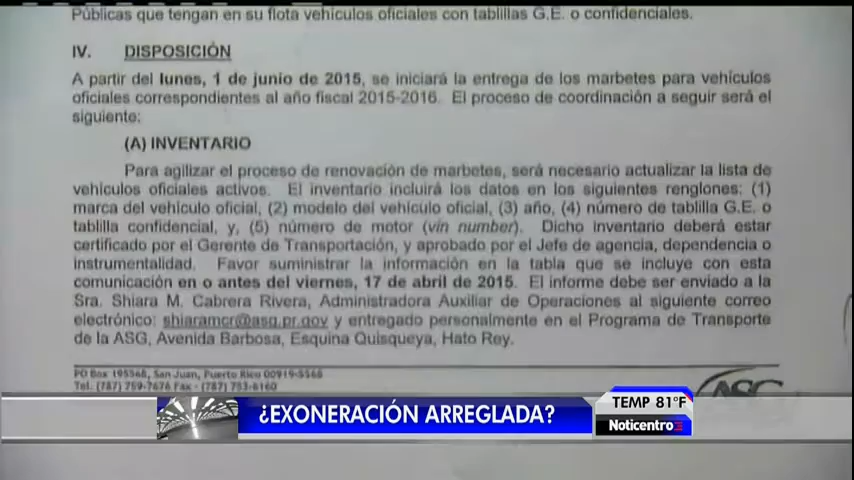 Públicas que tengan en su flota vehículos oficiales con tablillas G.E. o confidenciales.
IV. DISPOSICIÓN
A partir del lunes, 1 de junio de 2015, se iniciará la entrega de los marbetes para vehículos
oficiales correspondientes al año fiscal 2015-2016. El proceso de coordinación a seguir será el
siguiente:
(A) INVENTARIO
Para agilizar el proceso de renovación de marbetes, será necesario actualizar la lista de
vehículos oficiales activos. El inventario incluirá los datos en los siguientes renglones: (1)
marca del vehículo oficial, (2) modelo del vehículo oficial, (3) año, (4) número de tablilla G.E. o
tablilla confidencial, y, (5) número de motor (vin number). Dicho inventario deberá estar
certificado por el Gerente de Transportación, y aprobado por el Jefe de agencia, dependencia o
instrumentalidad. Favor suministrar la información en la tabla que se incluye con esta
comunicación en o antes del viernes, 17 de abril de 2015. El informe debe ser enviado a la
Sra. Shiara M. Cabrera Rivera, Administradora Auxiliar de Operaciones al siguiente correo
electrónico: shiaramcr@asg.pr.gov y entregado personalmente en el Programa de Transporte
de la ASG, Avenida Barbosa, Esquina Quisqueya, Hato Rey.
PO Box 195568, San Juan, Puerto Rico 00919-5568
Tel. (787) 759-7676 Fax - (787) 753-6160
ASG
¿EXONERACIÓN ARREGLADA?
TEMP 81°F
Noticentro